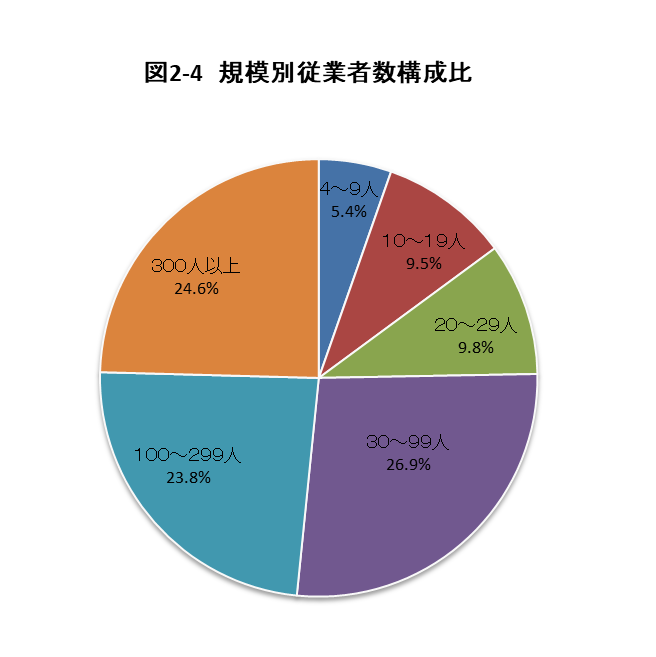 図2-4 規模別従業者数構成比
4～9人
5.4%
10～19人
9.5%
20～29人
9.8%
30～99人
26.9%
100～299人
23.8%
300人以上
24.6%